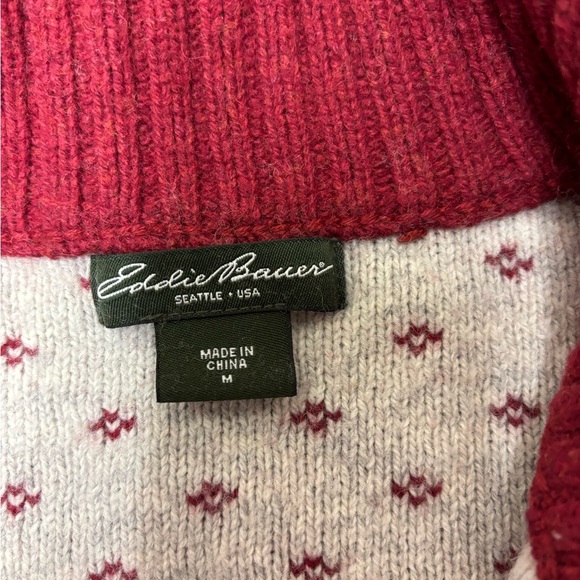 Eddie Bauer®
SEATTLE • USA
MADE IN
CHINA
M